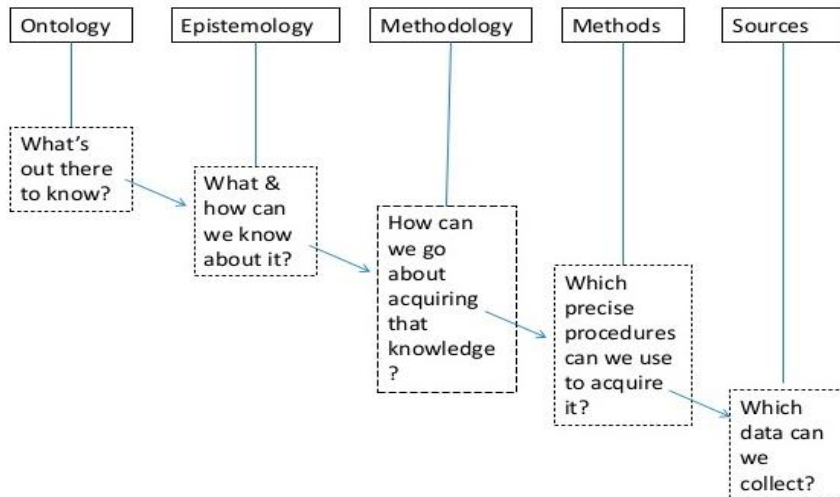 Ontology
Epistemology
Methodology
Methods
Sources
What’s
out there
to know?
What &
how can
we know
about it?
How can
we go
about
acquiring
that
knowledge
?
Which
precise
procedures
can we use
to acquire
it?
Which
data can
we
collect?